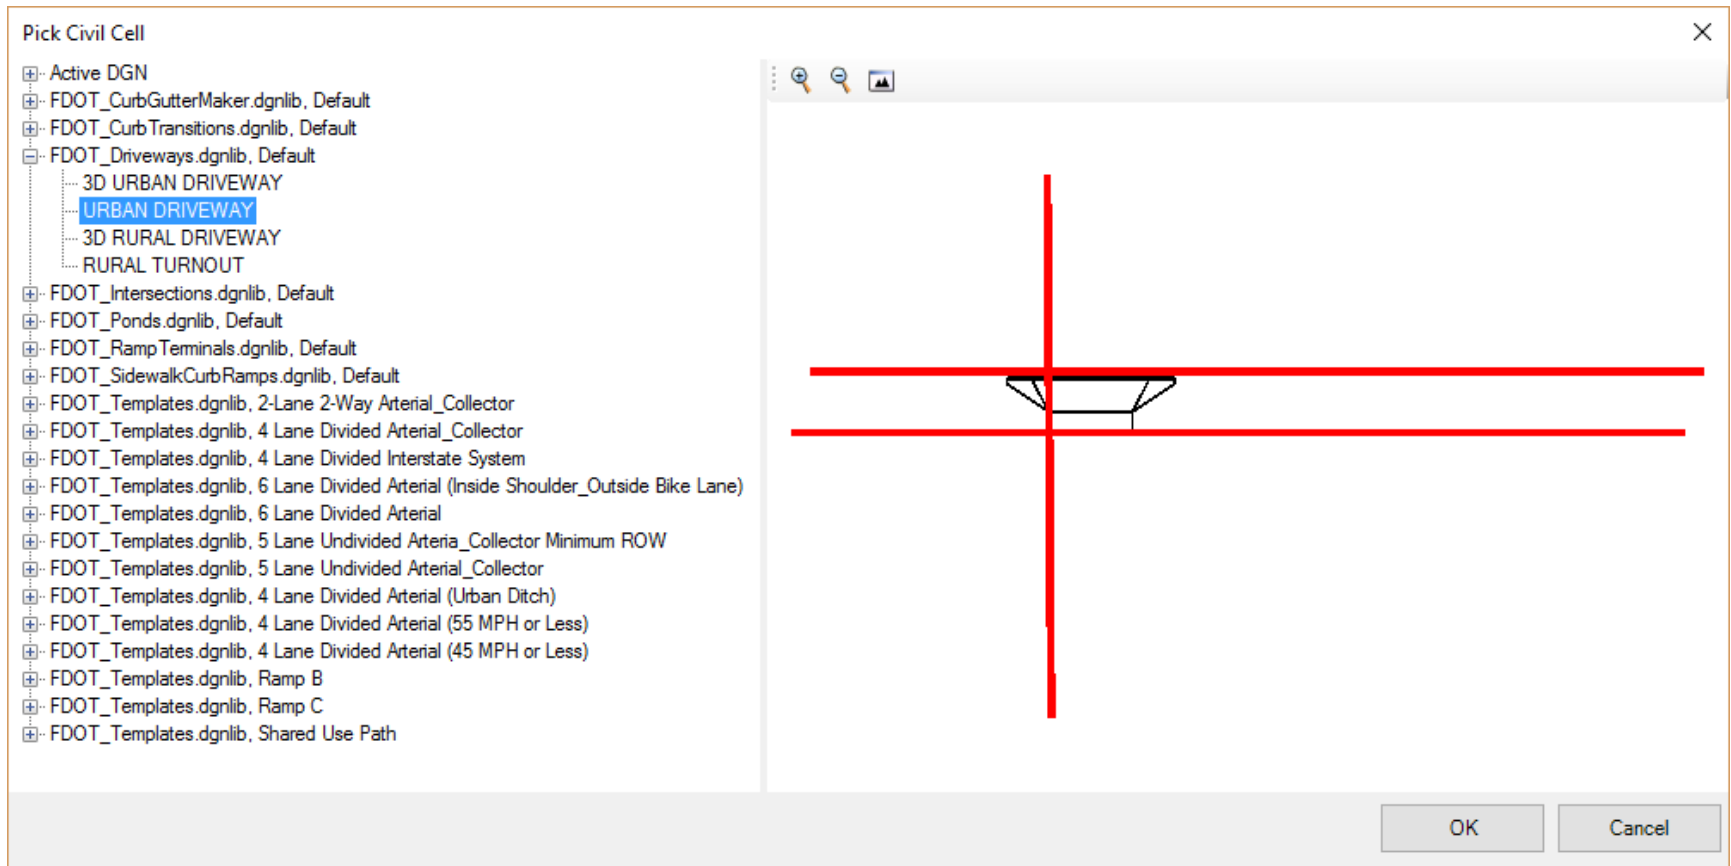 Pick Civil Cell
Active DGN
FDOT_CurbGutterMaker.dgnlib, Default
FDOT_CurbTransitions.dgnlib, Default
FDOT_Driveways.dgnlib, Default
3D URBAN DRIVEWAY
URBAN DRIVEWAY
3D RURAL DRIVEWAY
RURAL TURNOUT
FDOT_Intersections.dgnlib, Default
FDOT_Ponds.dgnlib, Default
FDOT_RampTerminals.dgnlib, Default
FDOT_SidewalkCurbRamps.dgnlib, Default
FDOT_Templates.dgnlib, 2-Lane 2-Way Arterial_Collector
FDOT_Templates.dgnlib, 4 Lane Divided Arterial_Collector
FDOT_Templates.dgnlib, 4 Lane Divided Interstate System
FDOT_Templates.dgnlib, 6 Lane Divided Arterial (Inside Shoulder_Outside Bike Lane)
FDOT_Templates.dgnlib, 6 Lane Divided Arterial
FDOT_Templates.dgnlib, 5 Lane Undivided Arteria_Collector Minimum ROW
FDOT_Templates.dgnlib, 5 Lane Undivided Arterial_Collector
FDOT_Templates.dgnlib, 4 Lane Divided Arterial (Urban Ditch)
FDOT_Templates.dgnlib, 4 Lane Divided Arterial (55 MPH or Less)
FDOT_Templates.dgnlib, 4 Lane Divided Arterial (45 MPH or Less)
FDOT_Templates.dgnlib, Ramp B
FDOT_Templates.dgnlib, Ramp C
FDOT_Templates.dgnlib, Shared Use Path
OK Cancel